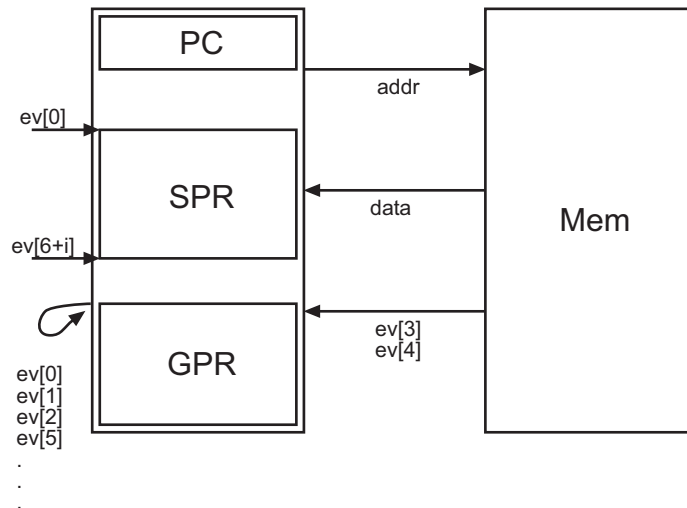 PC
addr
ev[0]
SPR
data
Mem
ev[6+i]
ev[3]
ev[4]
GPR
ev[0]
ev[1]
ev[2]
ev[5]
.
.
.